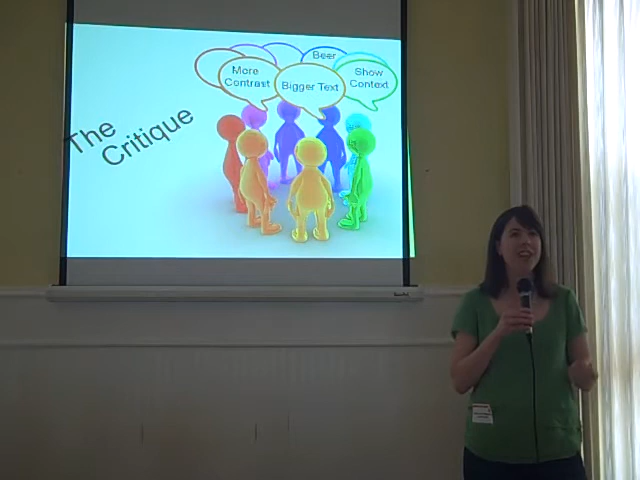 The
Critique
Beer
More
Contrast
Bigger Text
Show
Context